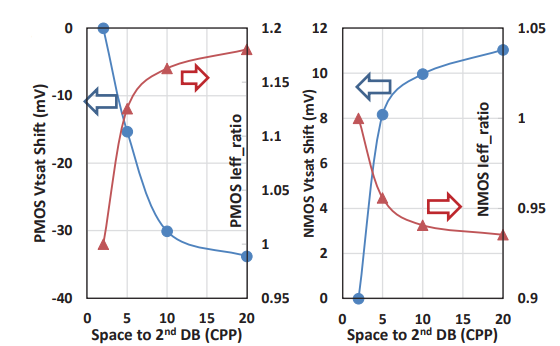 0
-10
-20
-30
-40
PMOS Vtsat Shift (mV)
1.2
1.15
1.1
1.05
1
0.95
PMOS Ieff_ratio
0 5 10 15 20
Space to 2nd DB (CPP)
12
10
8
6
4
2
0
NMOS Vtsat Shift (mV)
1.05
1
0.95
0.9
NMOS Ieff_ratio
0 5 10 15 20
Space to 2nd DB (CPP)